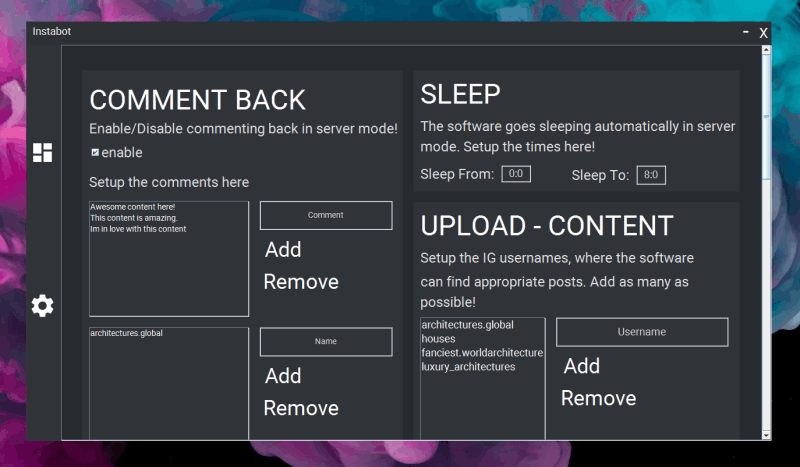 Instabot
- X
COMMENT BACK
Enable/Disable commenting back in server mode!
enable
Setup the comments here
Awesome content here!
This content is amazing.
Im in love with this content
Comment
Add
Remove
architectures.global
Name
Add
Remove
SLEEP
The software goes sleeping automatically in server
mode. Setup the times here!
Sleep From: 0:0 Sleep To: 8:0
UPLOAD - CONTENT
Setup the IG usernames, where the software
can find appropriate posts. Add as many as
possible!
architectures.global
houses
fanciest.worldarchitecture
luxury_architectures
Username
Add
Remove